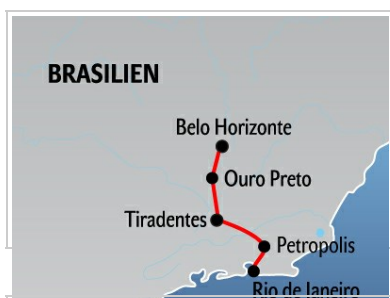 BRASILIEN
Belo Horizonte
Ouro Preto
Tiradentes
Petropolis
Rio de Janeiro